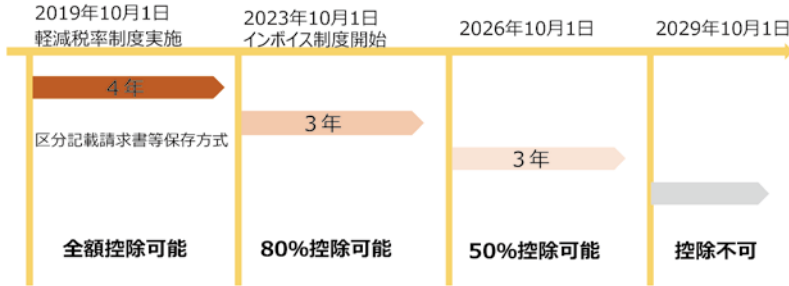 2019年10月1日
軽減税率制度実施
2023年10月1日
インボイス制度開始
2026年10月1日
2029年10月1日
4年
3年
3年
区分記載請求書等保存方式
全額控除可能
80%控除可能
50%控除可能
控除不可